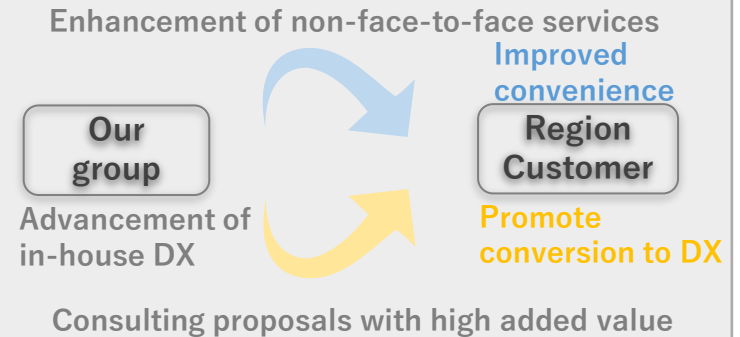 Enhancement of non-face-to-face services
Improved
convenience
Our
group
Region
Customer
Advancement of
in-house DX
Promote
conversion to DX
Consulting proposals with high added value